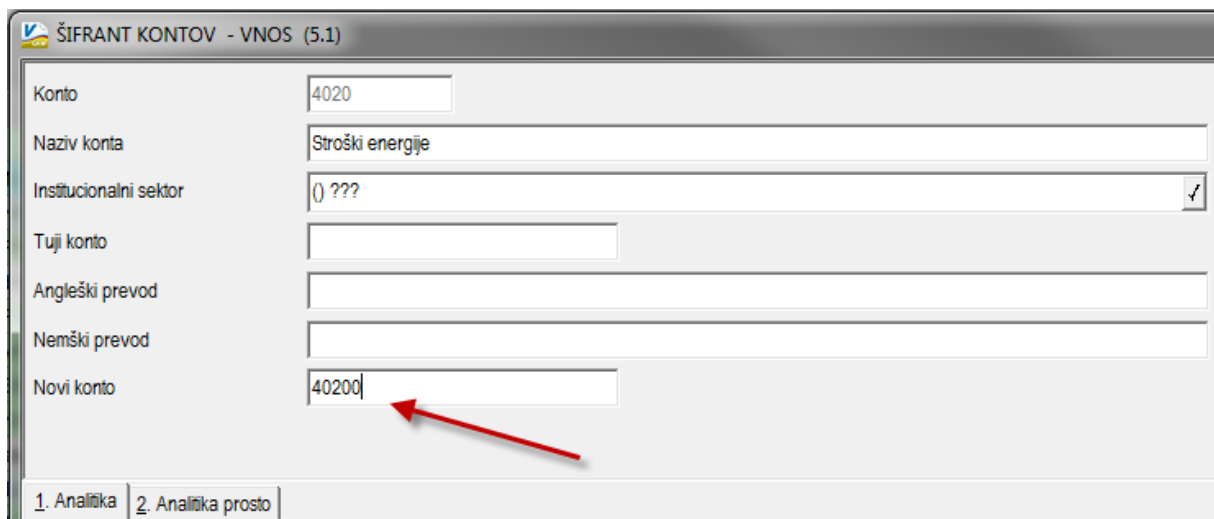 ŠIFRANT KONTOV - VNOS (5.1)
Konto 4020
Naziv konta Stroški energije
Institucionalni sektor () ???
Tuji konto
Angleški prevod
Nemški prevod
Novi konto 40200
1. Analitika 2. Analitika prosto